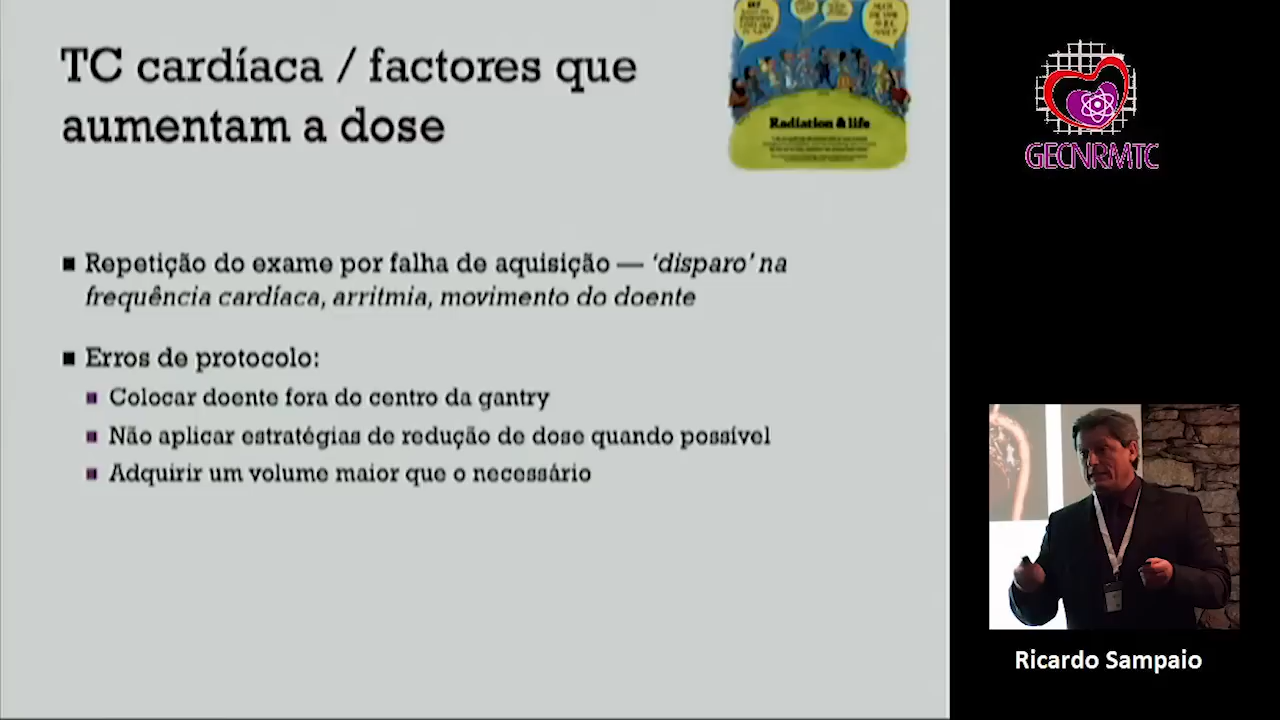 TC cardíaca / factores que
aumentam a dose
Radiation & life
Repetição do exame por falha de aquisição — ‘disparo’ na
frequência cardíaca, arritmia, movimento do doente
Erros de protocolo:
Colocar doente fora do centro da gantry
Não aplicar estratégias de redução de dose quando possível
Adquirir um volume maior que o necessário
GECNRMTC
Ricardo Sampaio